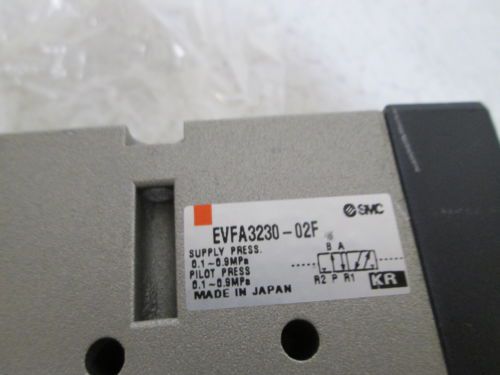 SMC
EVFA3230-02F
SUPPLY PRESS.
0.1~0.9MPa
PILOT PRESS
0.1~0.9MPa
MADE IN JAPAN
B A
R2 P R1
KR